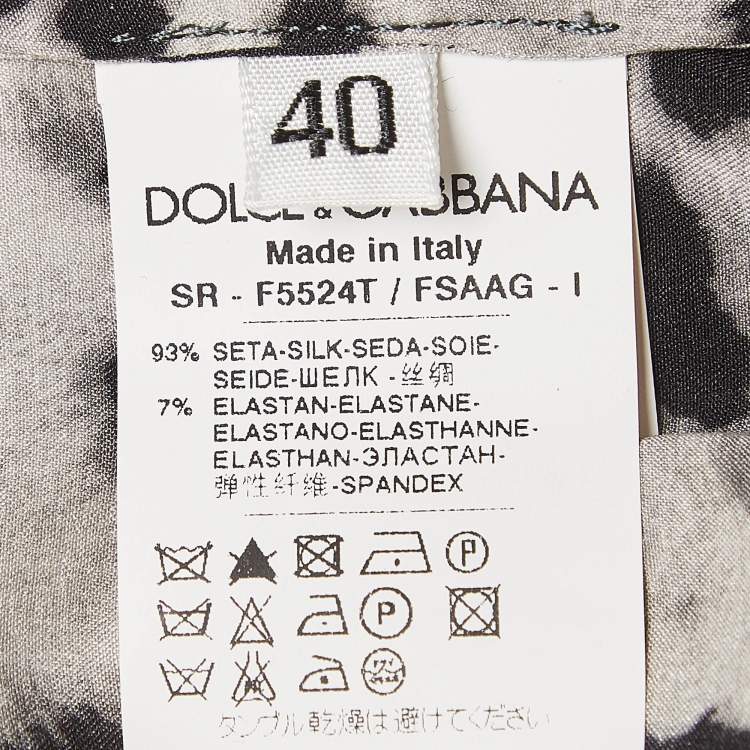 40
DOLCE & GABBANA
Made in Italy
SR - F5524T / FSAAG - I
93% SETA-SILK-SEDA-SOIE-
SEIDE-ШЕЛК -丝绸
7% ELASTAN-ELASTANE-
ELASTANO-ELASTHANNE-
ELASTHAN-ЭЛАСТАН-
弹性纤维-SPANDEX
P
P
タンブル乾燥は避けてください